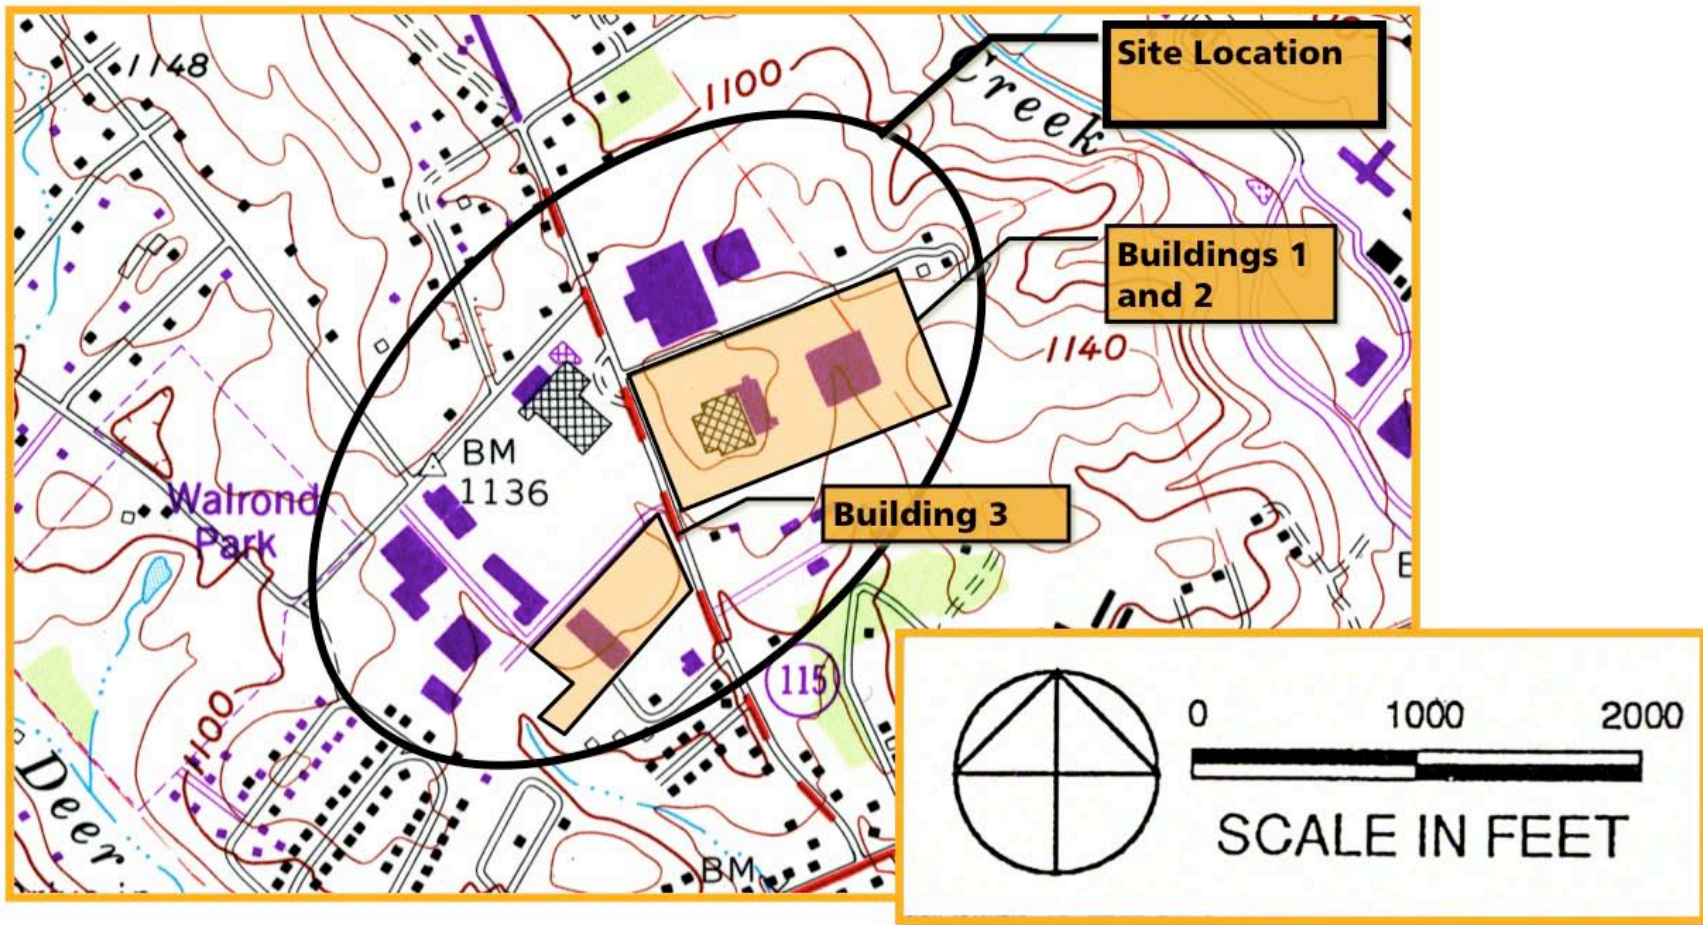 1148
1100
Creek
Site Location
Buildings 1
and 2
1140
BM
1136
Walrond
Park
Building 3
115
1100
Deer
BM
0 1000 2000
SCALE IN FEET